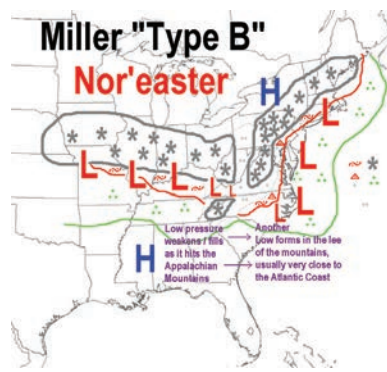 Miller "Type B"
Nor'easter
H
L
L
L
L
L
L
L
L
L
L
H
Low pressure
weakens / fills
as it hits the
Appalachian
Mountains
Another
Low forms in the lee
of the mountains,
usually very close to
the Atlantic Coast